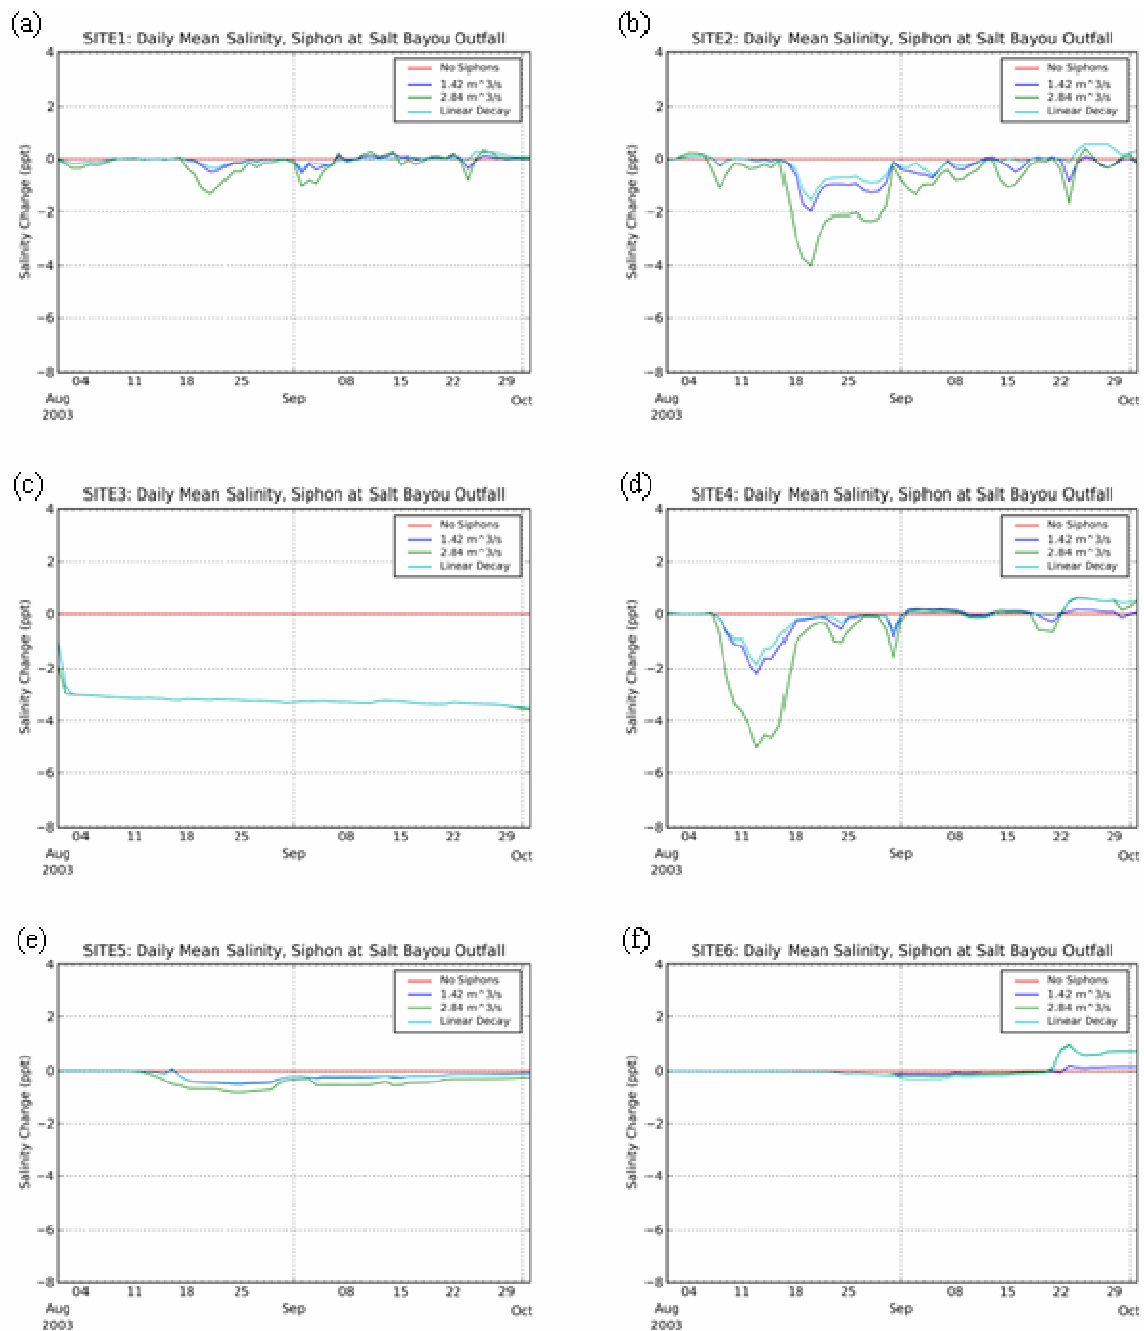 (a)
SITE1: Daily Mean Salinity, Siphon at Salt Bayou Outfall
No Siphons
1.42 m^3/s
2.84 m^3/s
Linear Decay
Salinity Change (ppt)
4
2
0
−2
−4
−6
−8
04 11 18 25 08 15 22 29
Aug Sep Oct
2003
(b)
SITE2: Daily Mean Salinity, Siphon at Salt Bayou Outfall
No Siphons
1.42 m^3/s
2.84 m^3/s
Linear Decay
Salinity Change (ppt)
4
2
0
−2
−4
−6
−8
04 11 18 25 08 15 22 29
Aug Sep Oct
2003
(c)
SITE3: Daily Mean Salinity, Siphon at Salt Bayou Outfall
No Siphons
1.42 m^3/s
2.84 m^3/s
Linear Decay
Salinity Change (ppt)
4
2
0
−2
−4
−6
−8
04 11 18 25 08 15 22 29
Aug Sep Oct
2003
(d)
SITE4: Daily Mean Salinity, Siphon at Salt Bayou Outfall
No Siphons
1.42 m^3/s
2.84 m^3/s
Linear Decay
Salinity Change (ppt)
4
2
0
−2
−4
−6
−8
04 11 18 25 08 15 22 29
Aug Sep Oct
2003
(e)
SITE5: Daily Mean Salinity, Siphon at Salt Bayou Outfall
No Siphons
1.42 m^3/s
2.84 m^3/s
Linear Decay
Salinity Change (ppt)
4
2
0
−2
−4
−6
−8
04 11 18 25 08 15 22 29
Aug Sep Oct
2003
(f)
SITE6: Daily Mean Salinity, Siphon at Salt Bayou Outfall
No Siphons
1.42 m^3/s
2.84 m^3/s
Linear Decay
Salinity Change (ppt)
4
2
0
−2
−4
−6
−8
04 11 18 25 08 15 22 29
Aug Sep Oct
2003